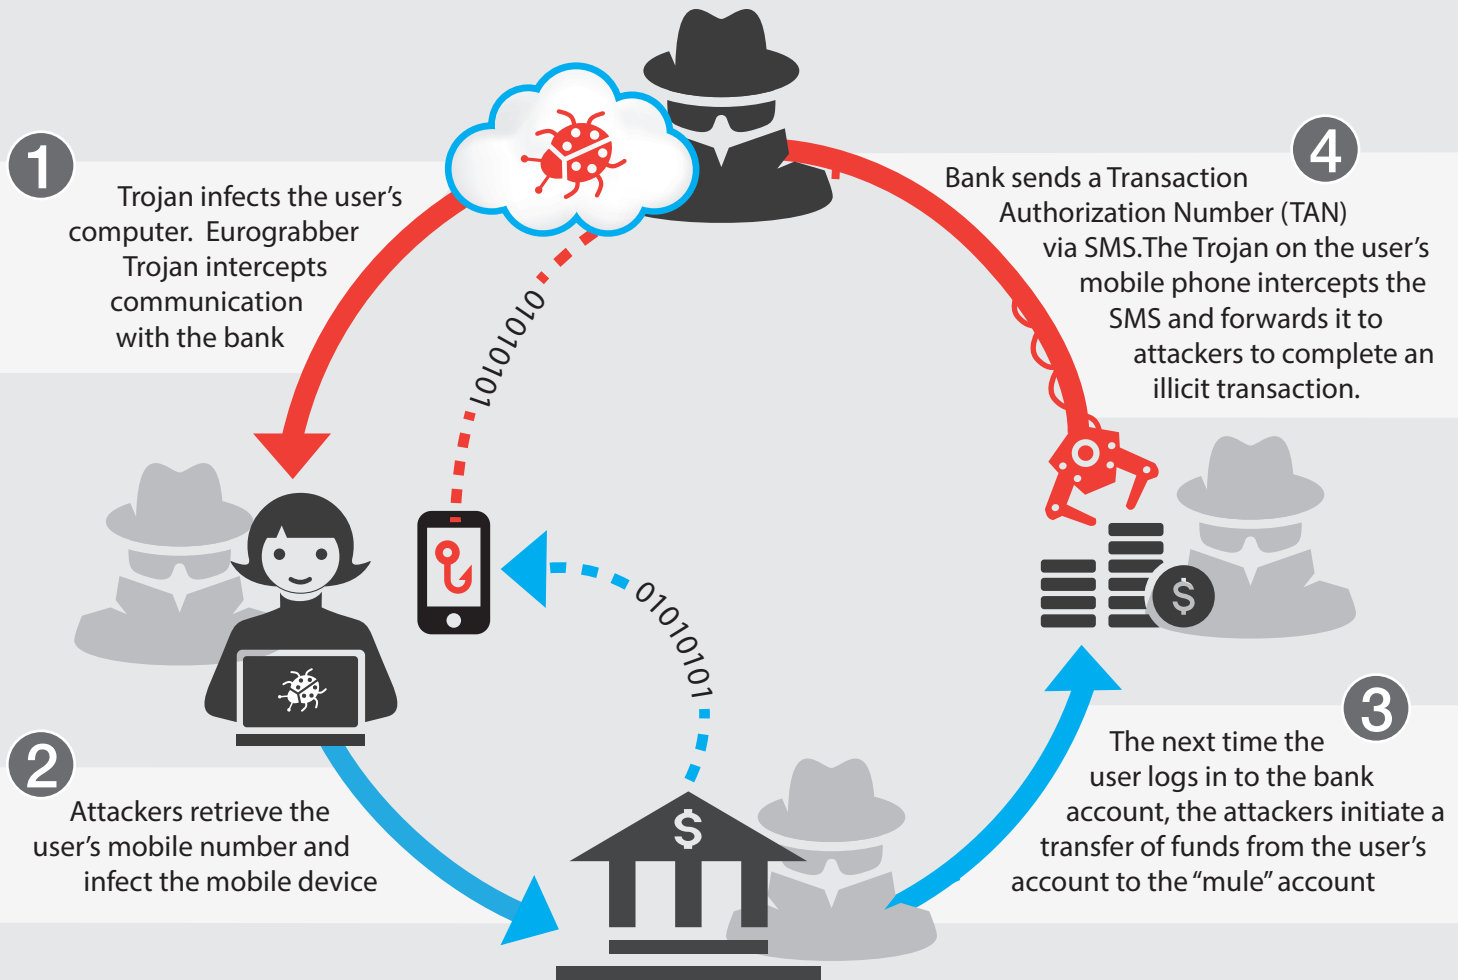 1
Trojan infects the user’s
computer.  Eurograbber
Trojan intercepts
communication
with the bank
2
Attackers retrieve the
user’s mobile number and
infect the mobile device
3
The next time the
user logs in to the bank
account, the attackers initiate a
transfer of funds from the user’s
account to the “mule” account
4
Bank sends a Transaction
Authorization Number (TAN)
via SMS.The Trojan on the user’s
mobile phone intercepts the
SMS and forwards it to
attackers to complete an
illicit transaction.
01010101
01010101
$
$